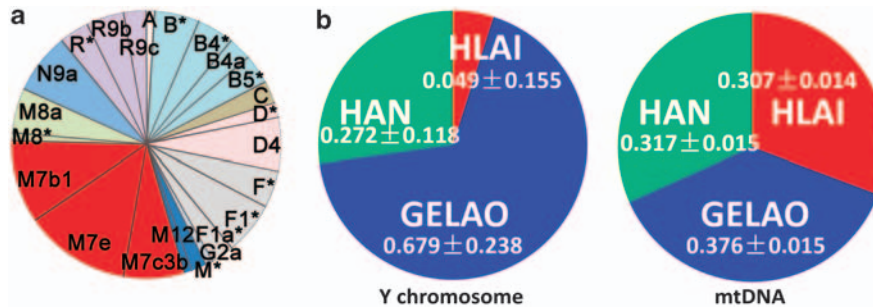 a
A
B*
B4*
B4a
B5*
C
D*
D4
F*
F1*
F1a*
G2a
M*
M12
M7c3b
M7e
M7b1
M8*
M8a
N9a
R*
R9b
R9c
b
HLAI
0.049±0.155
HAN
0.272±0.118
GELAO
0.679±0.238
Y chromosome
HAN
0.317±0.015
0.307±0.014
HLAI
GELAO
0.376±0.015
mtDNA